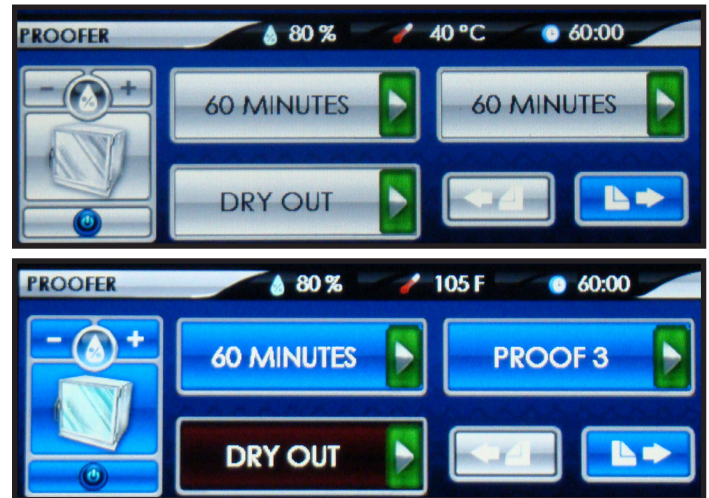 PROOFER 80 % 40 °C 60:00
- % +
60 MINUTES 60 MINUTES
DRY OUT
PROOFER 80 % 105 F 60:00
- % +
60 MINUTES PROOF 3
DRY OUT